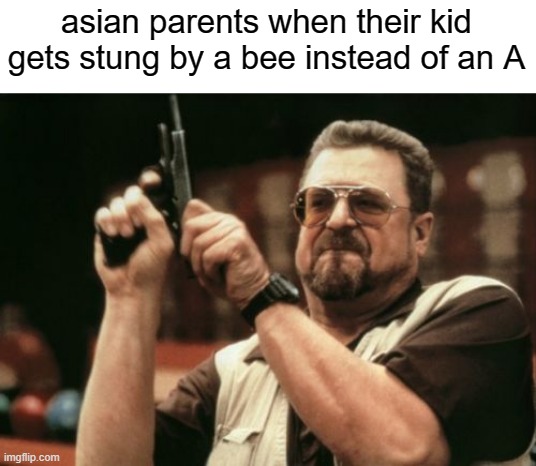 asian parents when their kid
gets stung by a bee instead of an A
imgflip.com